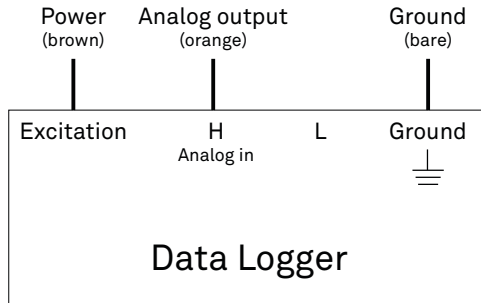 Power Analog output Ground
(brown) (orange) (bare)
Excitation H L Ground
Analog in
Data Logger